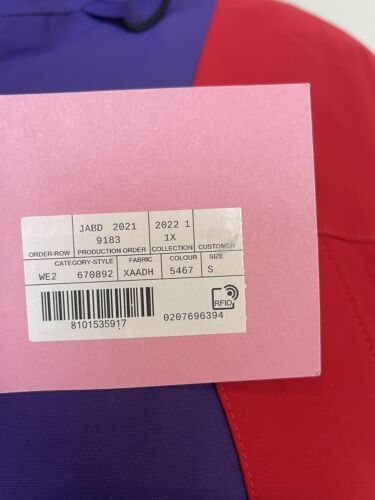 JABD 2021 2022 1
9183 1X
ORDER-ROW PRODUCTION ORDER COLLECTION CUSTOMER
CATEGORY-STYLE FABRIC COLOUR SIZE
WE2 670892 XAADH 5467 S
8101535917 0207696394
RFID